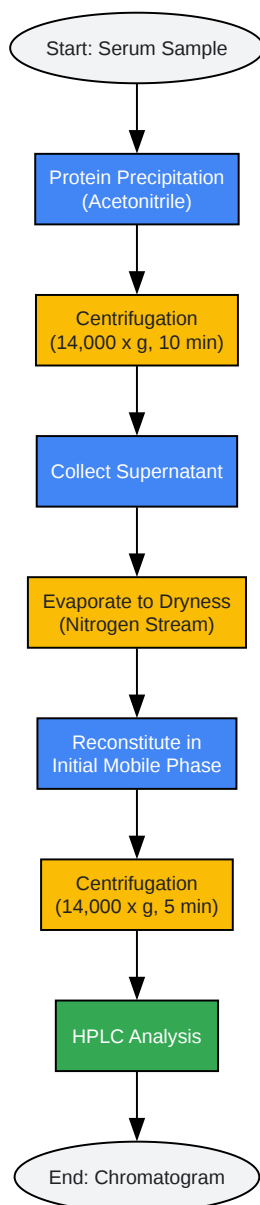 Start: Serum Sample
Protein Precipitation
(Acetonitrile)
Centrifugation
(14,000 x g, 10 min)
Collect Supernatant
Evaporate to Dryness
(Nitrogen Stream)
Reconstitute in
Initial Mobile Phase
Centrifugation
(14,000 x g, 5 min)
HPLC Analysis
End: Chromatogram